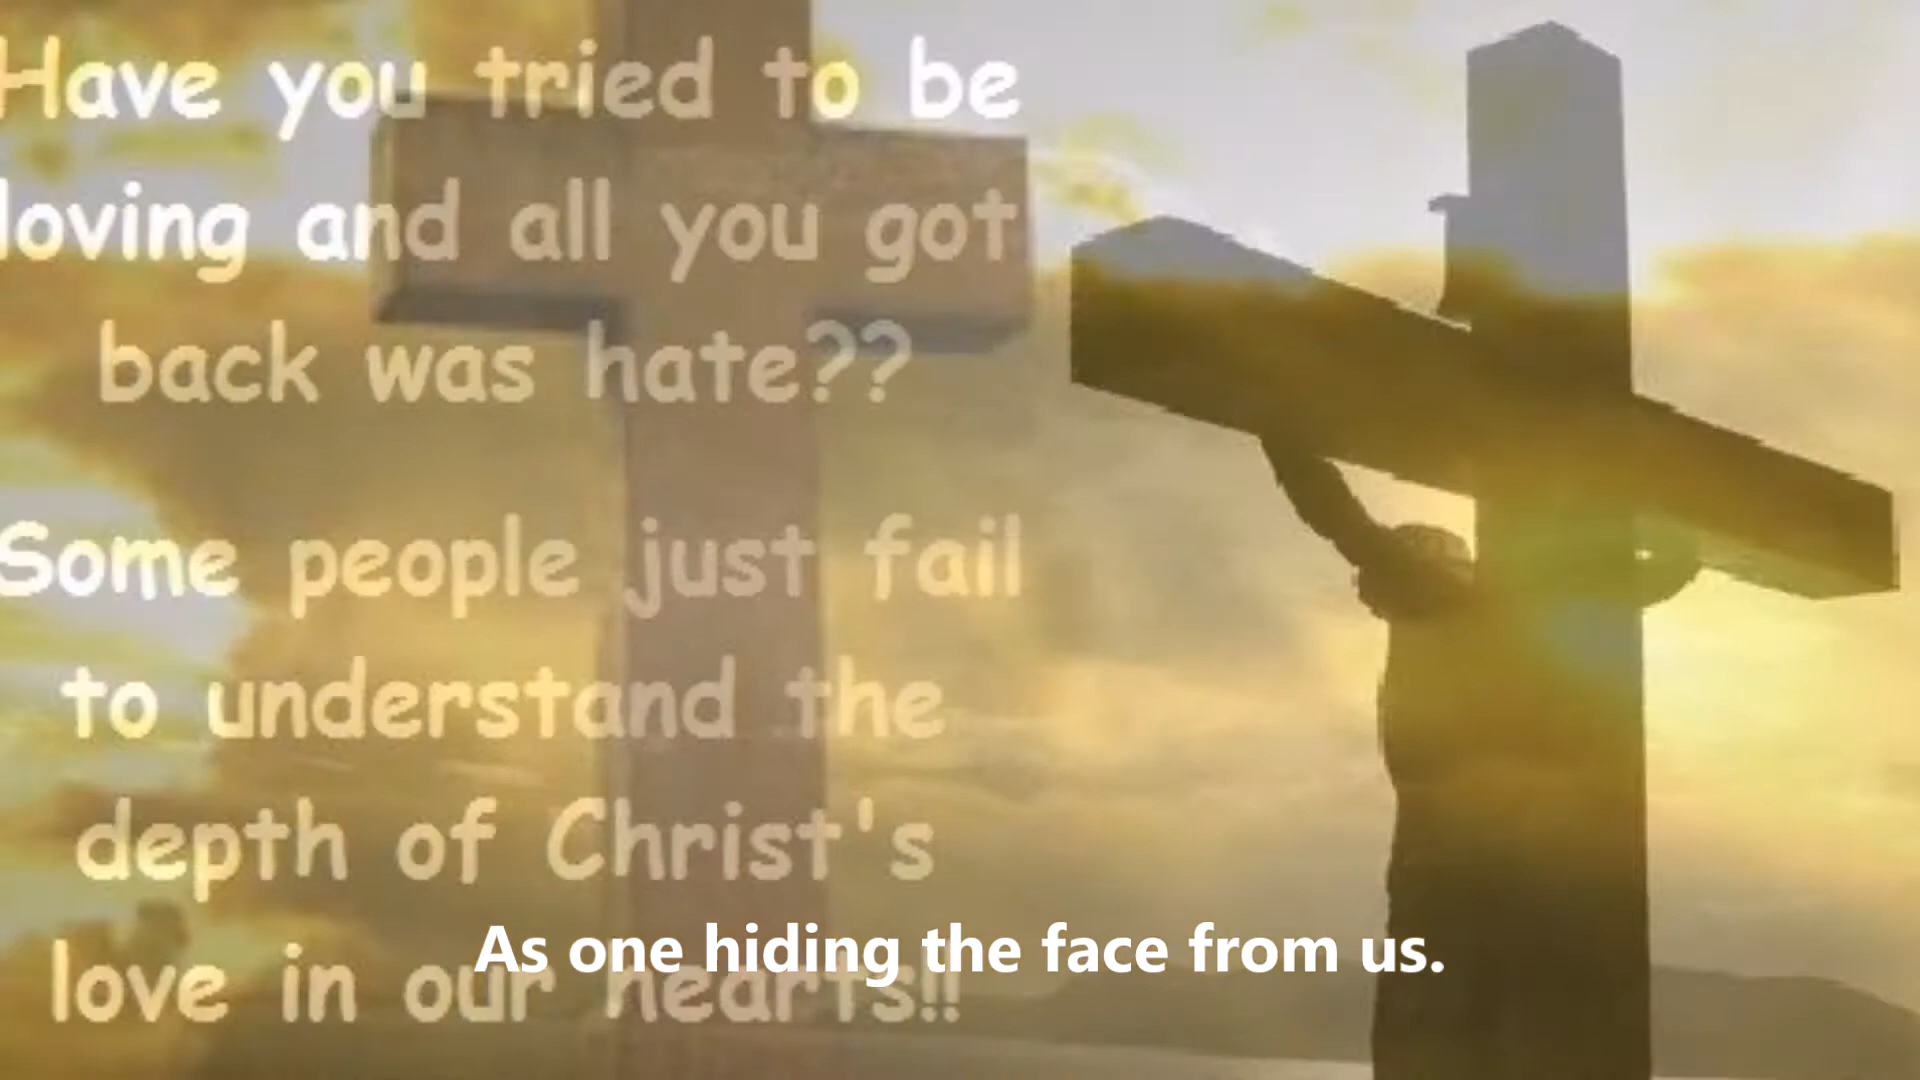 Have you tried to be
loving and all you got
back was hate??
Some people just fail
to understand the
depth of Christ's
love in our hearts!!
As one hiding the face from us.